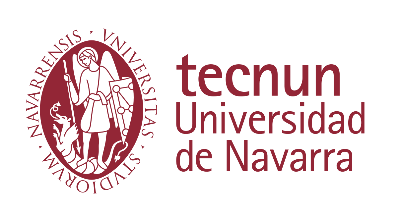 VNIVERSITAS · STVDIORVM · NAVARRENSIS ·
tecnun
Universidad
de Navarra